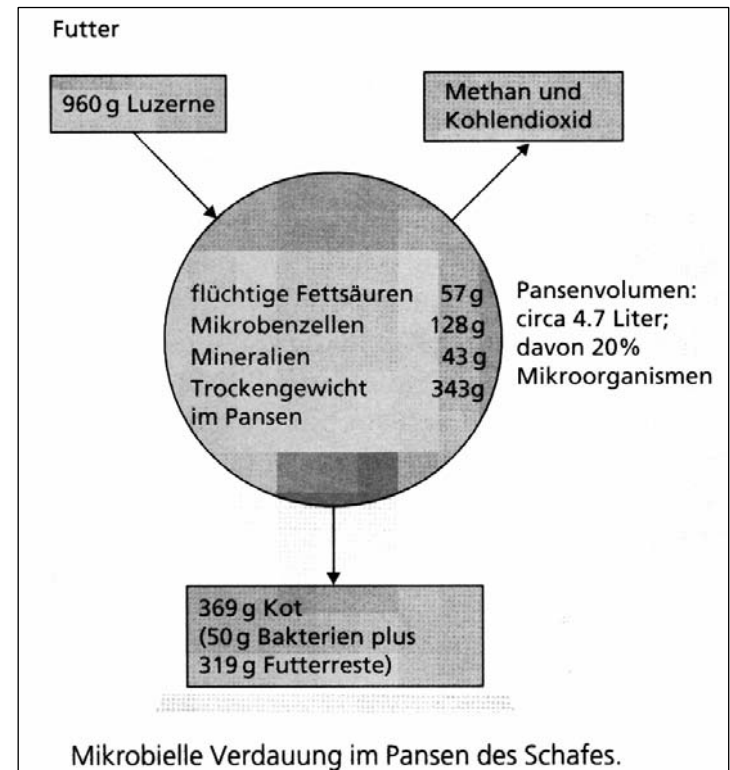 Futter
960 g Luzerne
Methan und
Kohlendioxid
flüchtige Fettsäuren 57 g
Mikrobenzellen 128 g
Mineralien 43 g
Trockengewicht 343g
im Pansen
Pansenvolumen:
circa 4.7 Liter;
davon 20%
Mikroorganismen
369 g Kot
(50 g Bakterien plus
319 g Futterreste)
Mikrobielle Verdauung im Pansen des Schafes.